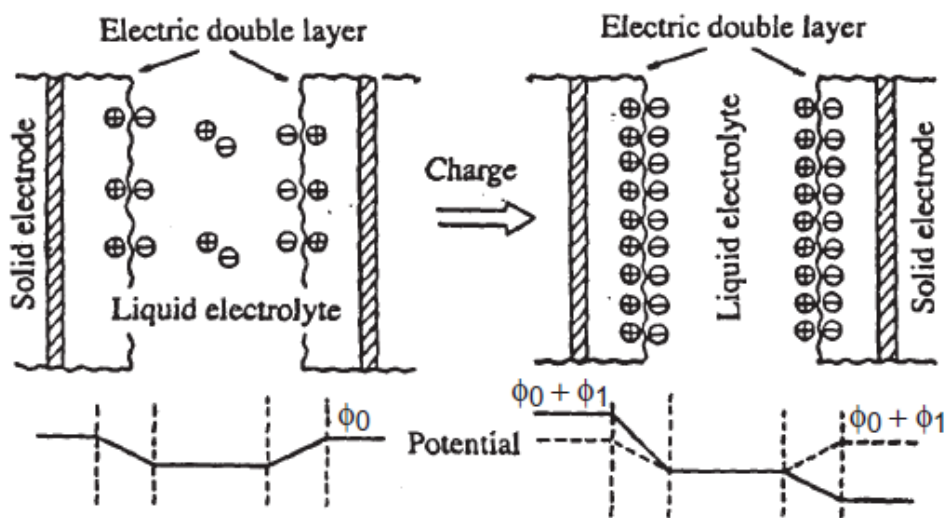 Electric double layer
Electric double layer
Solid electrode
Liquid electrolyte
Charge
Liquid electrolyte
Solid electrode
ϕ0
Potential
ϕ0 + ϕ1
ϕ0 + ϕ1